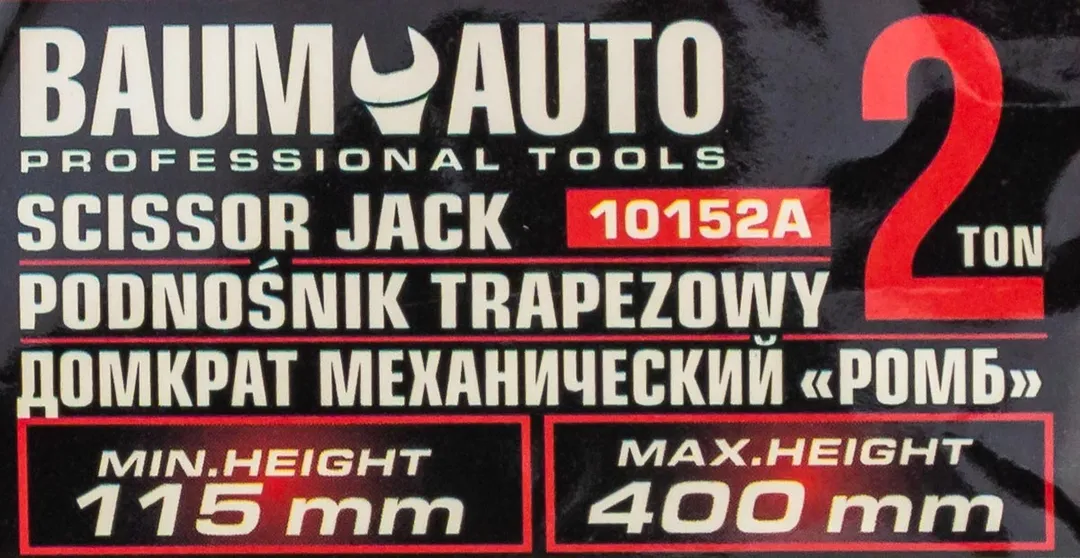 BAUM AUTO
PROFESSIONAL TOOLS
2 TON
SCISSOR JACK 10152A
PODNOŚNIK TRAPEZOWY
ДОМКРАТ МЕХАНИЧЕСКИЙ «РОМБ»
MIN.HEIGHT
115 mm
MAX.HEIGHT
400 mm